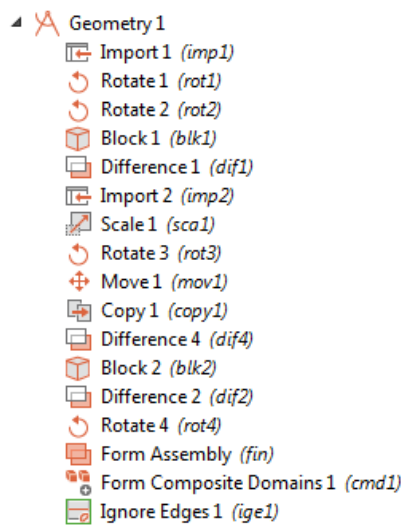 Geometry 1
Import 1 (imp1)
Rotate 1 (rot1)
Rotate 2 (rot2)
Block 1 (blk1)
Difference 1 (dif1)
Import 2 (imp2)
Scale 1 (sca1)
Rotate 3 (rot3)
Move 1 (mov1)
Copy 1 (copy1)
Difference 4 (dif4)
Block 2 (blk2)
Difference 2 (dif2)
Rotate 4 (rot4)
Form Assembly (fin)
Form Composite Domains 1 (cmd1)
Ignore Edges 1 (ige1)